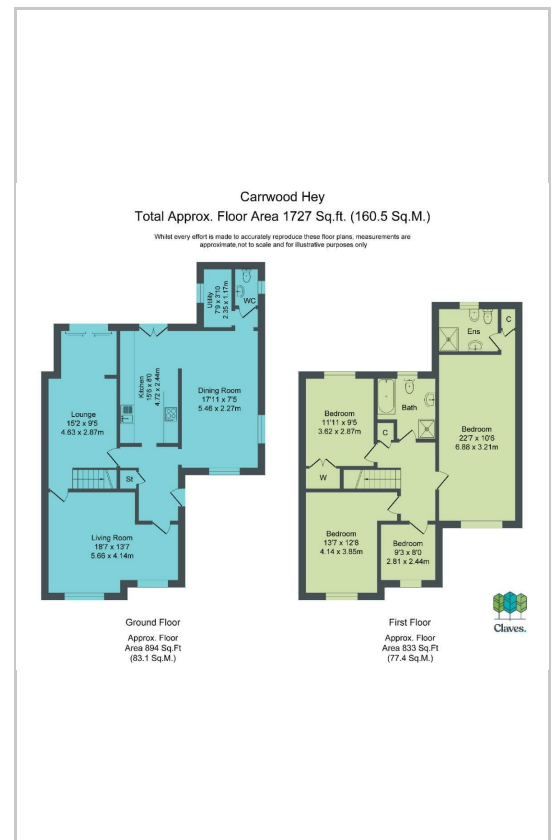 Carrwood Hey
Total Approx. Floor Area 1727 Sq.ft. (160.5 Sq.M.)
Whilst every effort is made to accurately reproduce these floor plans, measurements are
approximate,not to scale and for illustrative purposes only
Utility
7'9 x 3'10
2.35 x 1.17m
WC
Kitchen
15'6 x 8'0
4.72 x 2.44m
Dining Room
17'11 x 7'5
5.46 x 2.27m
Lounge
15'2 x 9'5
4.63 x 2.87m
St
Living Room
18'7 x 13'7
5.66 x 4.14m
Ground Floor
Approx. Floor
Area 894 Sq.Ft
(83.1 Sq.M.)
Ens
C
Bedroom
11'11 x 9'5
3.62 x 2.87m
Bath
Bedroom
22'7 x 10'6
6.88 x 3.21m
C
W
Bedroom
13'7 x 12'8
4.14 x 3.85m
Bedroom
9'3 x 8'0
2.81 x 2.44m
First Floor
Approx. Floor
Area 833 Sq.Ft
(77.4 Sq.M.)
Claves.